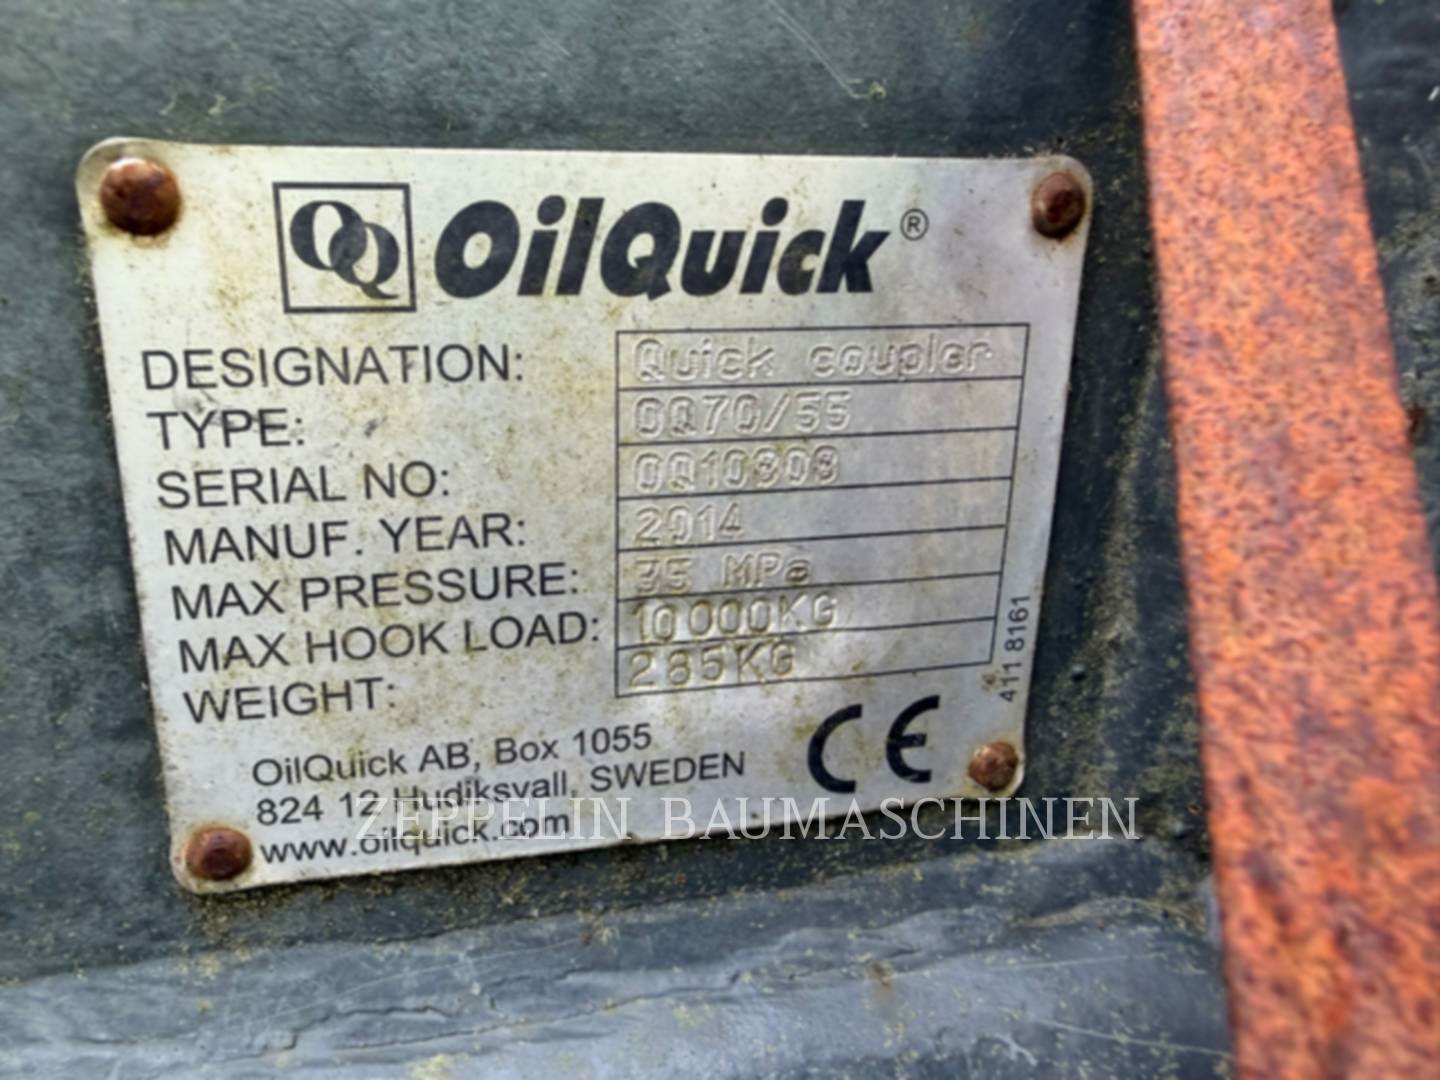 QQ OilQuick®
DESIGNATION: Quick coupler
TYPE: OQ70/55
SERIAL NO: OQ10808
MANUF. YEAR: 2014
MAX PRESSURE: 35 MPa
MAX HOOK LOAD: 10000KG
WEIGHT: 285KG
411 8161
OilQuick AB, Box 1055
824 12 Hudiksvall, SWEDEN
www.oilquick.com
CE
ZEPPELIN BAUMASCHINEN